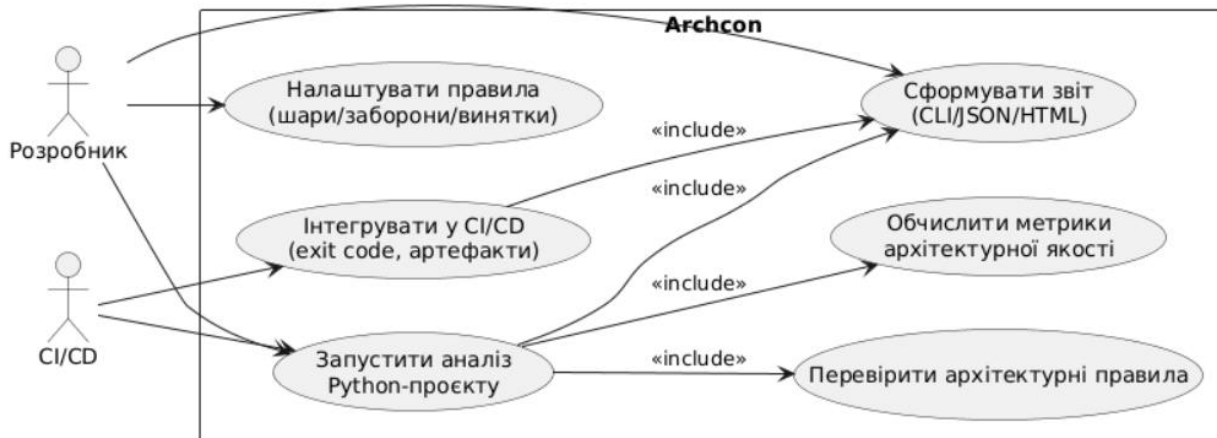 Archcon
Налаштувати правила
(шари/заборони/винятки)
Сформувати звіт
(CLI/JSON/HTML)
Розробник
«include»
«include»
Інтегрувати у CI/CD
(exit code, артефакти)
Обчислити метрики
архітектурної якості
«include»
CI/CD
Запустити аналіз
Python-проєкту
«include»
Перевірити архітектурні правила